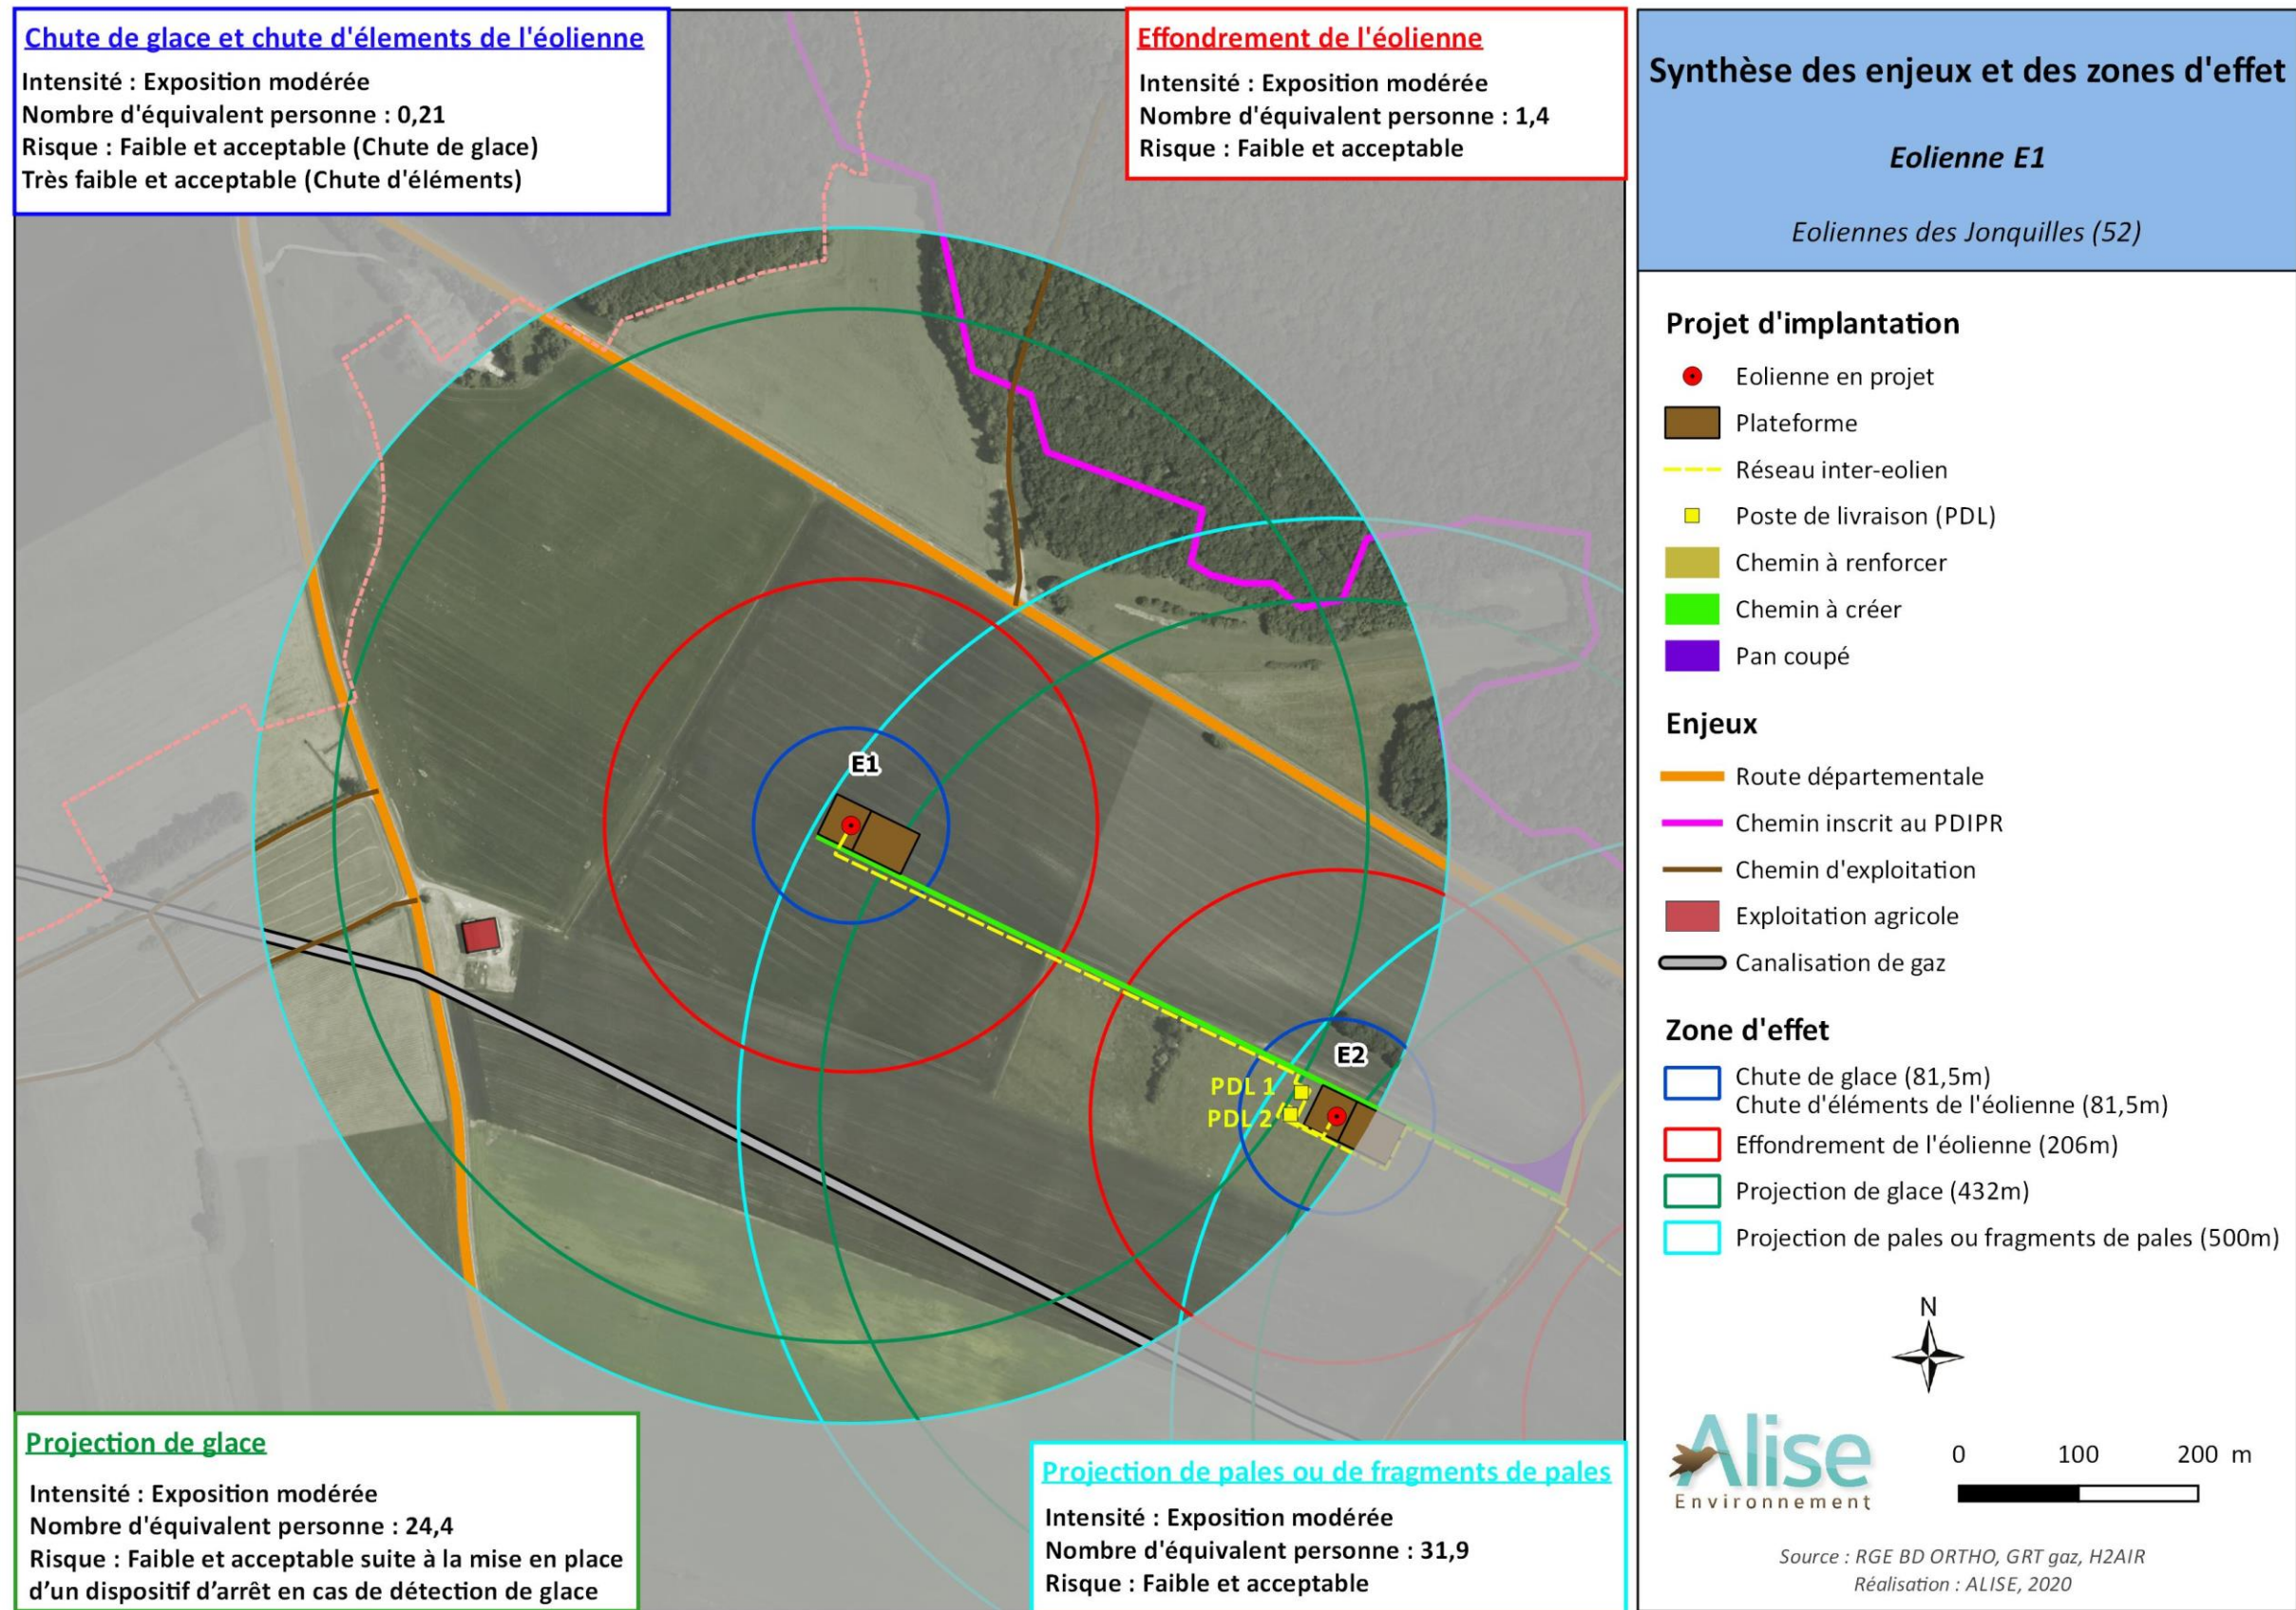 Chute de glace et chute d'élements de l'éolienne
Intensité : Exposition modérée
Nombre d'équivalent personne : 0,21
Risque : Faible et acceptable (Chute de glace)
Très faible et acceptable (Chute d'éléments)
Effondrement de l'éolienne
Intensité : Exposition modérée
Nombre d'équivalent personne : 1,4
Risque : Faible et acceptable
E1
E2
PDL 1
PDL 2
Projection de glace
Intensité : Exposition modérée
Nombre d'équivalent personne : 24,4
Risque : Faible et acceptable suite à la mise en place
d’un dispositif d’arrêt en cas de détection de glace
Projection de pales ou de fragments de pales
Intensité : Exposition modérée
Nombre d'équivalent personne : 31,9
Risque : Faible et acceptable
Synthèse des enjeux et des zones d'effet
Eolienne E1
Eoliennes des Jonquilles (52)
Projet d'implantation
Eolienne en projet
Plateforme
Réseau inter-eolien
Poste de livraison (PDL)
Chemin à renforcer
Chemin à créer
Pan coupé
Enjeux
Route départementale
Chemin inscrit au PDIPR
Chemin d'exploitation
Exploitation agricole
Canalisation de gaz
Zone d'effet
Chute de glace (81,5m)
Chute d'éléments de l'éolienne (81,5m)
Effondrement de l'éolienne (206m)
Projection de glace (432m)
Projection de pales ou fragments de pales (500m)
N
Alise
Environnement
0 100 200 m
Source : RGE BD ORTHO, GRT gaz, H2AIR
Réalisation : ALISE, 2020